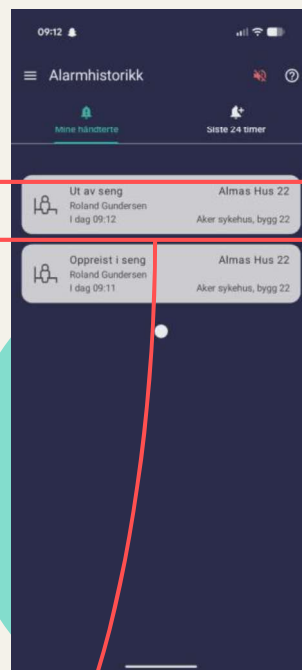 09:12
Alarmhistorikk
Mine håndterte
Siste 24 timer
Ut av seng
Almas Hus 22
Roland Gundersen
I dag 09:12
Aker sykehus, bygg 22
Oppreist i seng
Almas Hus 22
Roland Gundersen
I dag 09:11
Aker sykehus, bygg 22